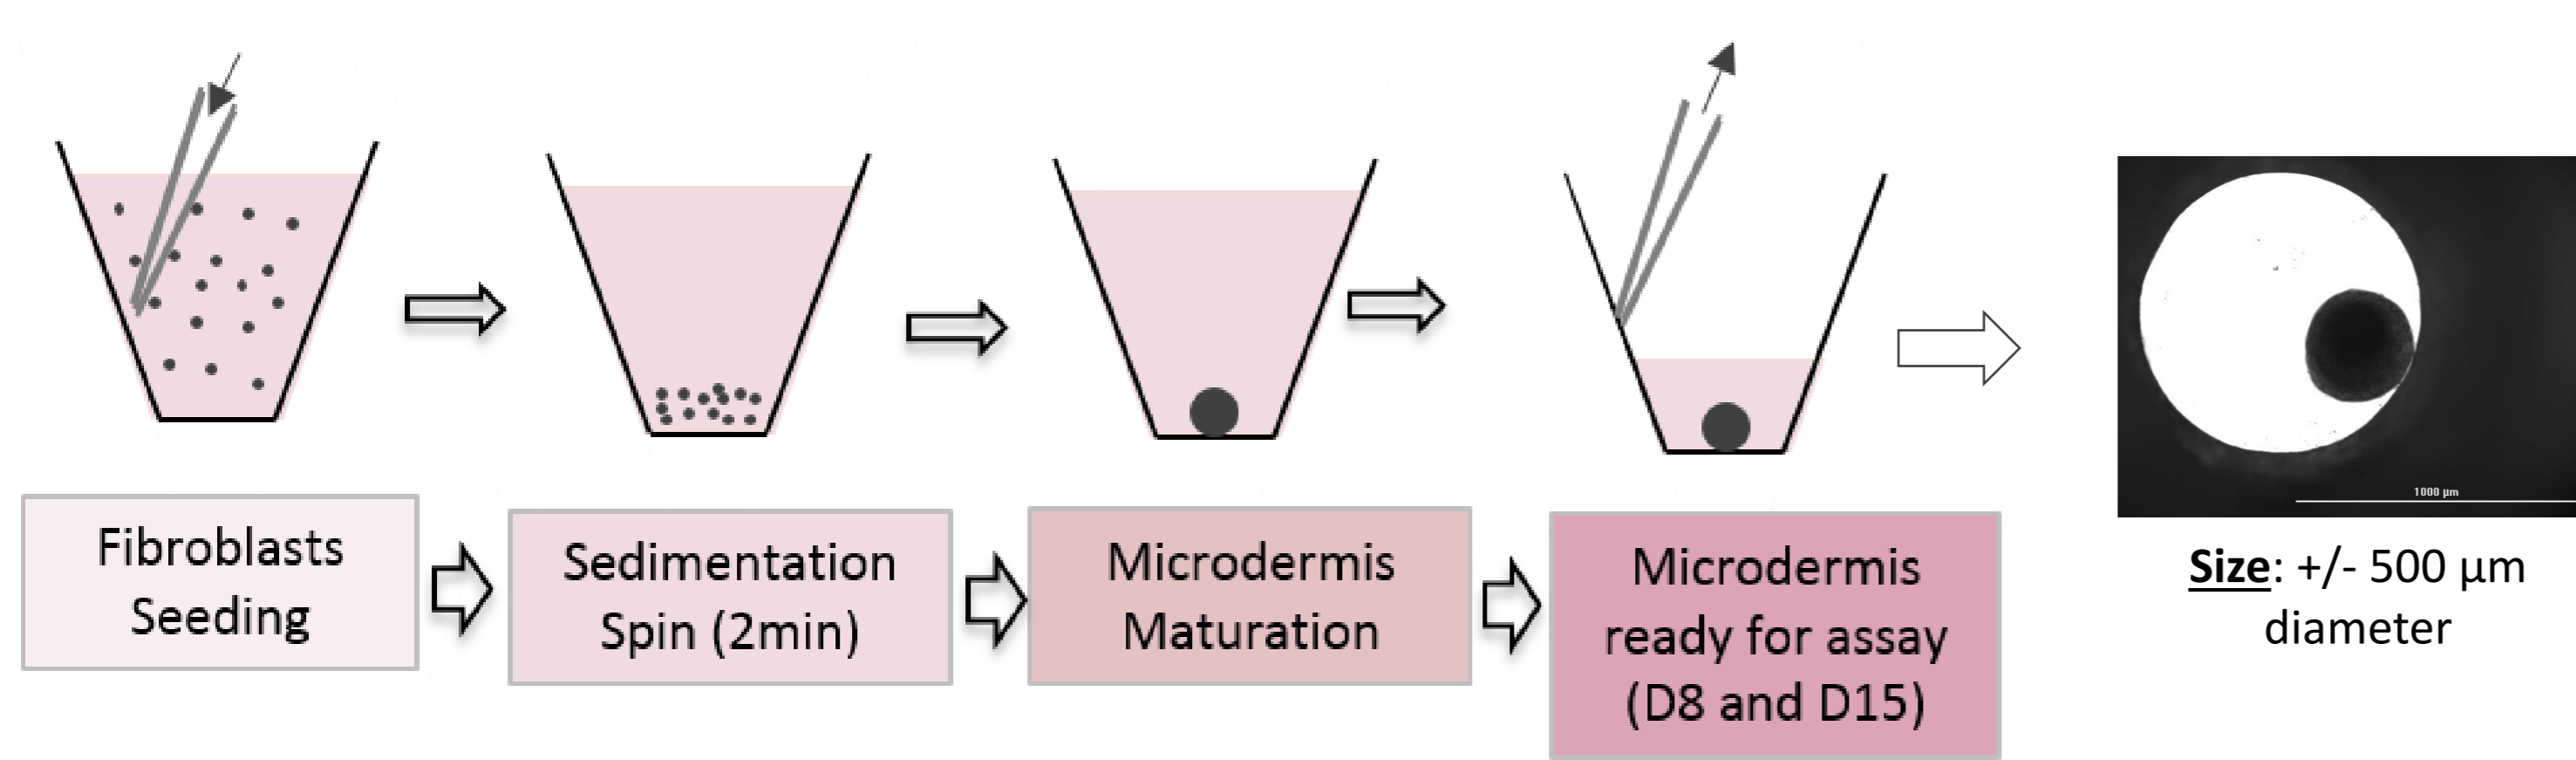 Fibroblasts
Seeding
Sedimentation
Spin (2min)
Microdermis
Maturation
Microdermis
ready for assay
(D8 and D15)
1000 µm
Size: +/- 500 µm
diameter